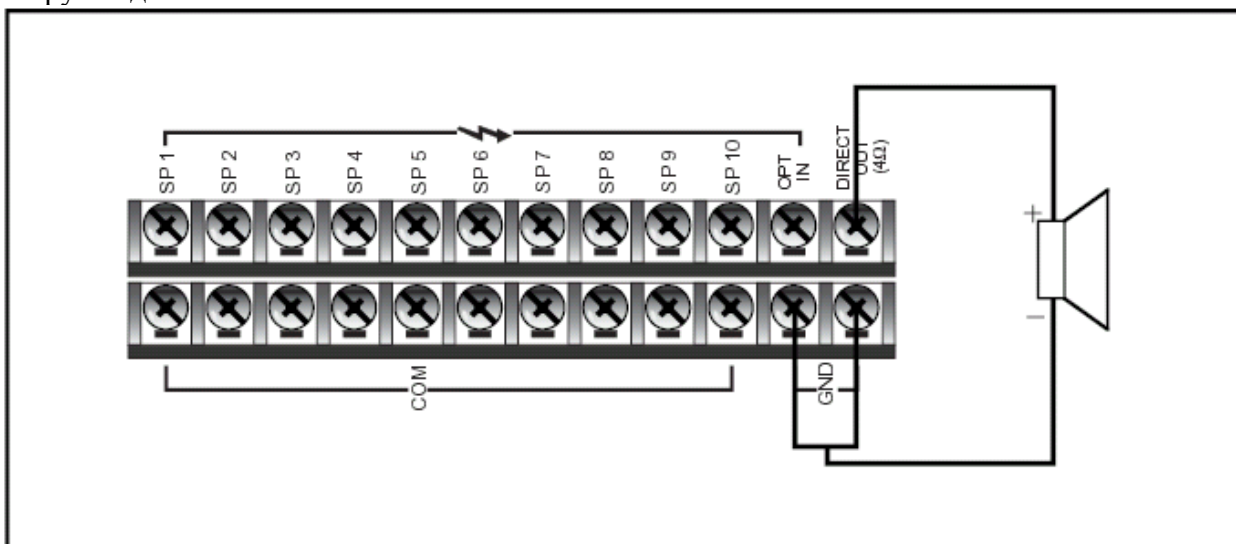 SP 1
SP 2
SP 3
SP 4
SP 5
SP 6
SP 7
SP 8
SP 9
SP 10
OPT
IN
DIRECT
OUT
(4Ω)
+
–
COM
GND